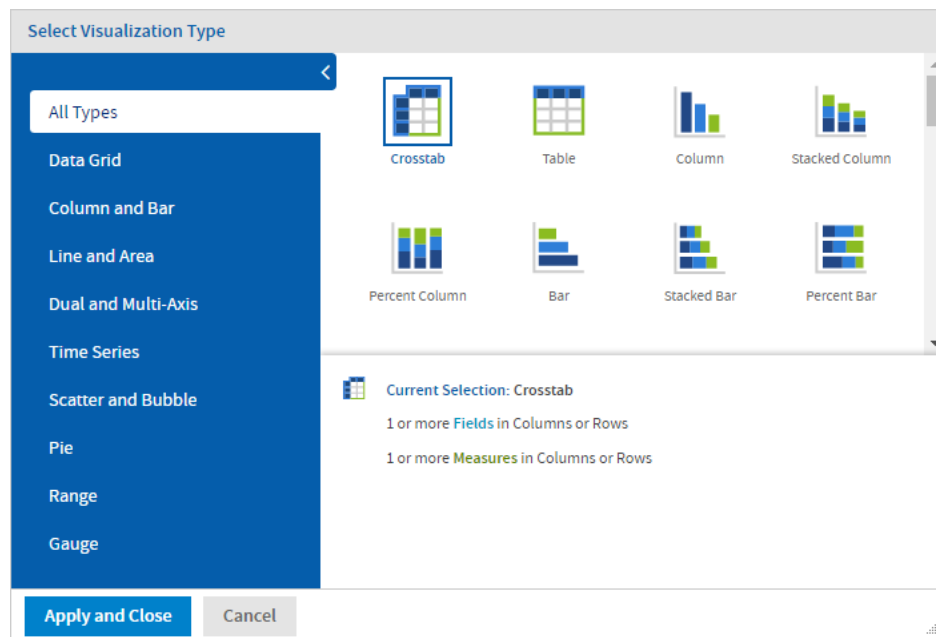 Select Visualization Type
All Types
Data Grid
Column and Bar
Line and Area
Dual and Multi-Axis
Time Series
Scatter and Bubble
Pie
Range
Gauge
Crosstab
Table
Column
Stacked Column
Percent Column
Bar
Stacked Bar
Percent Bar
Current Selection: Crosstab
1 or more Fields in Columns or Rows
1 or more Measures in Columns or Rows
Apply and Close
Cancel